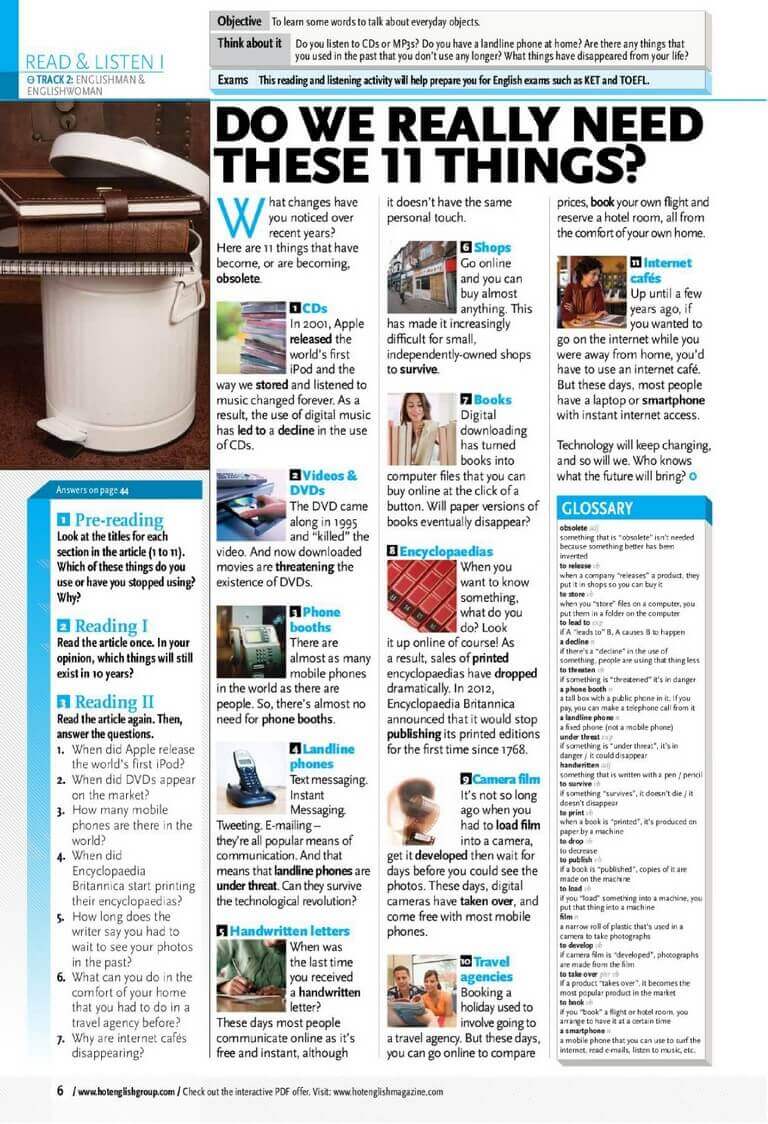 READ & LISTEN I
TRACK 2: ENGLISHMAN &
ENGLISHWOMAN
Objective To learn some words to talk about everyday objects.
Think about it Do you listen to CDs or MP3s? Do you have a landline phone at home? Are there any things that
you used in the past that you don't use any longer? What things have disappeared from your life?
Exams This reading and listening activity will help prepare you for English exams such as KET and TOEFL.
DO WE REALLY NEED
THESE 11 THINGS?
What changes have
you noticed over
recent years?
Here are 11 things that have
become, or are becoming,
obsolete.
1 CDs
In 2001, Apple
released the
world's first
iPod and the
way we stored and listened to
music changed forever. As a
result, the use of digital music
has led to a decline in the use
of CDs.
2 Videos &
DVDs
The DVD came
along in 1995
and "killed" the
video. And now downloaded
movies are threatening the
existence of DVDs.
3 Phone
booths
There are
almost as many
mobile phones
in the world as there are
people. So, there's almost no
need for phone booths.
4 Landline
phones
Text messaging.
Instant
Messaging.
Tweeting. E-mailing –
they're all popular means of
communication. And that
means that landline phones are
under threat. Can they survive
the technological revolution?
5 Handwritten letters
When was
the last time
you received
a handwritten
letter?
These days most people
communicate online as it's
free and instant, although
it doesn't have the same
personal touch.
6 Shops
Go online
and you can
buy almost
anything. This
has made it increasingly
difficult for small,
independently-owned shops
to survive.
7 Books
Digital
downloading
has turned
books into
computer files that you can
buy online at the click of a
button. Will paper versions of
books eventually disappear?
8 Encyclopaedias
When you
want to know
something,
what do you
do? Look
it up online of course! As
a result, sales of printed
encyclopaedias have dropped
dramatically. In 2012,
Encyclopaedia Britannica
announced that it would stop
publishing its printed editions
for the first time since 1768.
9 Camera film
It's not so long
ago when you
had to load film
into a camera,
get it developed then wait for
days before you could see the
photos. These days, digital
cameras have taken over, and
come free with most mobile
phones.
10 Travel
agencies
Booking a
holiday used to
involve going to
a travel agency. But these days,
you can go online to compare
prices, book your own flight and
reserve a hotel room, all from
the comfort of your own home.
11 Internet
cafés
Up until a few
years ago, if
you wanted to
go on the internet while you
were away from home, you'd
have to use an internet café.
But these days, most people
have a laptop or smartphone
with instant internet access.
Technology will keep changing,
and so will we. Who knows
what the future will bring?
Answers on page 44
1 Pre-reading
Look at the titles for each
section in the article (1 to 11).
Which of these things do you
use or have you stopped using?
Why?
2 Reading I
Read the article once. In your
opinion, which things will still
exist in 10 years?
3 Reading II
Read the article again. Then,
answer the questions.
1. When did Apple release
the world's first iPod?
2. When did DVDs appear
on the market?
3. How many mobile
phones are there in the
world?
4. When did
Encyclopaedia
Britannica start printing
their encyclopaedias?
5. How long does the
writer say you had to
wait to see your photos
in the past?
6. What can you do in the
comfort of your home
that you had to do in a
travel agency before?
7. Why are internet cafés
disappearing?
GLOSSARY
obsolete adj
something that is "obsolete" isn't needed
because something better has been
invented
to release vb
when a company "releases" a product, they
put it in shops so you can buy it
to store vb
when you "store" files on a computer, you
put them in a folder on the computer
to lead to exp
if A "leads to" B, A causes B to happen
a decline n
if there's a "decline" in the use of
something, people are using that thing less
to threaten vb
if something is "threatened" it's in danger
a phone booth n
a tall box with a public phone in it. If you
pay, you can make a telephone call from it
a landline phone n
a fixed phone (not a mobile phone)
under threat exp
if something is "under threat", it's in
danger / it could disappear
handwritten adj
something that is written with a pen / pencil
to survive vb
if something "survives", it doesn't die / it
doesn't disappear
to print vb
when a book is "printed", it's produced on
paper by a machine
to drop vb
to decrease
to publish vb
if a book is "published", copies of it are
made on the machine
to load vb
if you "load" something into a machine, you
put that thing into a machine
film n
a narrow roll of plastic that's used in a
camera to take photographs
to develop vb
if camera film is "developed", photographs
are made from the film
to take over phr vb
if a product "takes over", it becomes the
most popular product in the market
to book vb
if you "book" a flight or hotel room, you
arrange to have it at a certain time
a smartphone n
a mobile phone that you can use to surf the
internet, read e-mails, listen to music, etc.
6 / www.hotenglishgroup.com / Check out the interactive PDF offer. Visit: www.hotenglishmagazine.com